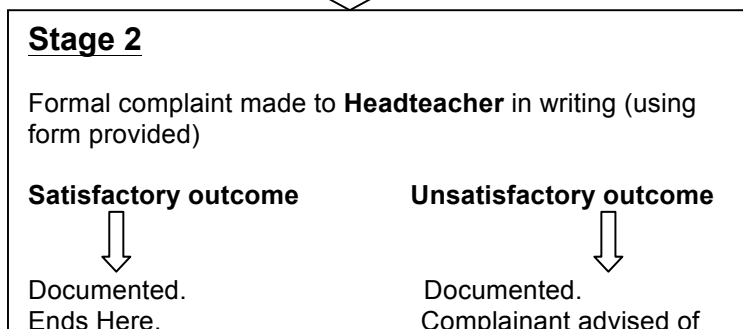 Stage 2
Formal complaint made to Headteacher in writing (using
form provided)
Satisfactory outcome Unsatisfactory outcome
Documented. Documented.
Ends Here. Complainant advised of